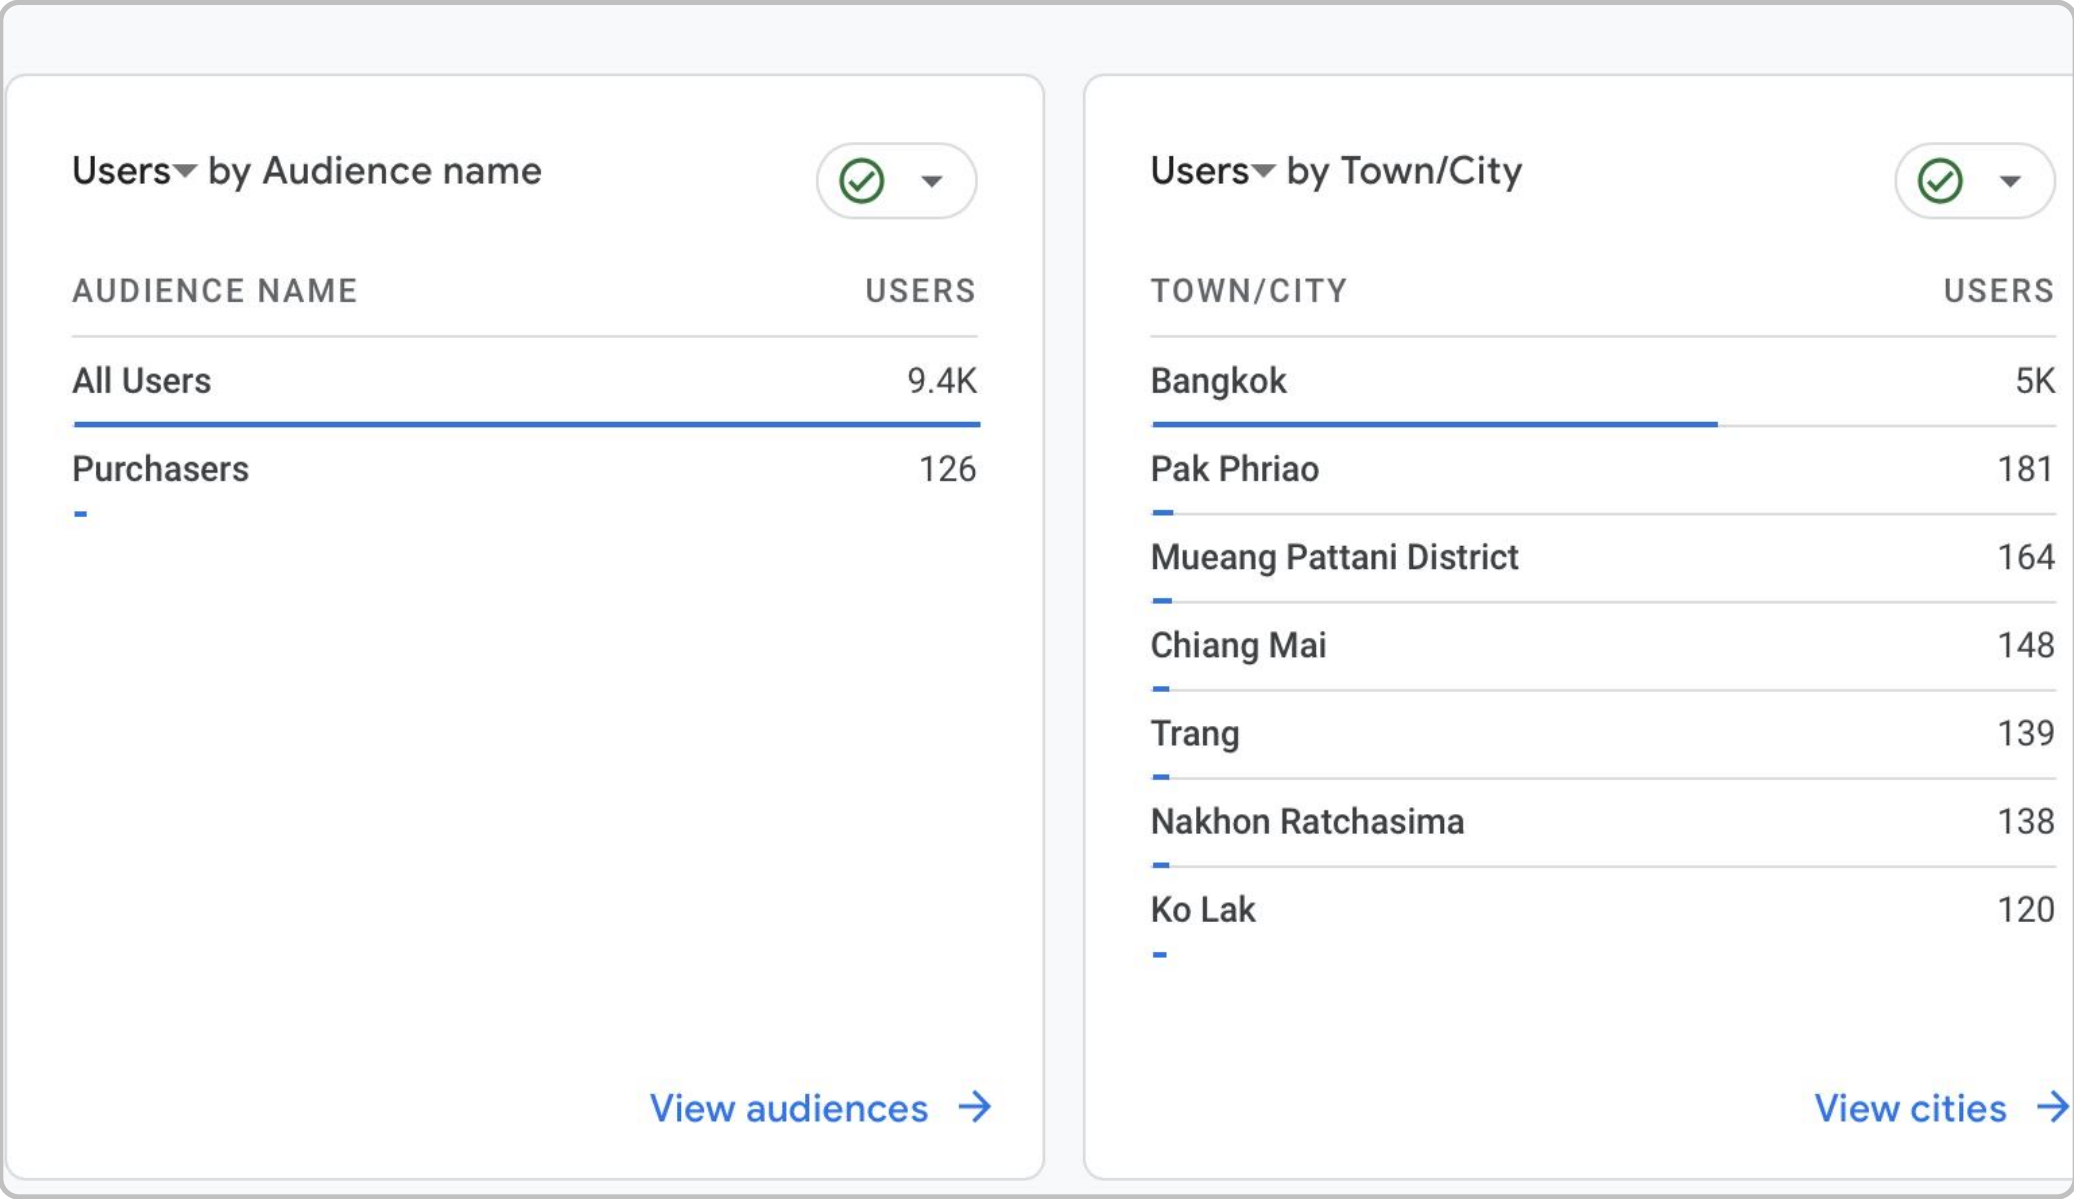 Users by Audience name
AUDIENCE NAME USERS
All Users 9.4K
Purchasers 126
View audiences
Users by Town/City
TOWN/CITY USERS
Bangkok 5K
Pak Phriao 181
Mueang Pattani District 164
Chiang Mai 148
Trang 139
Nakhon Ratchasima 138
Ko Lak 120
View cities